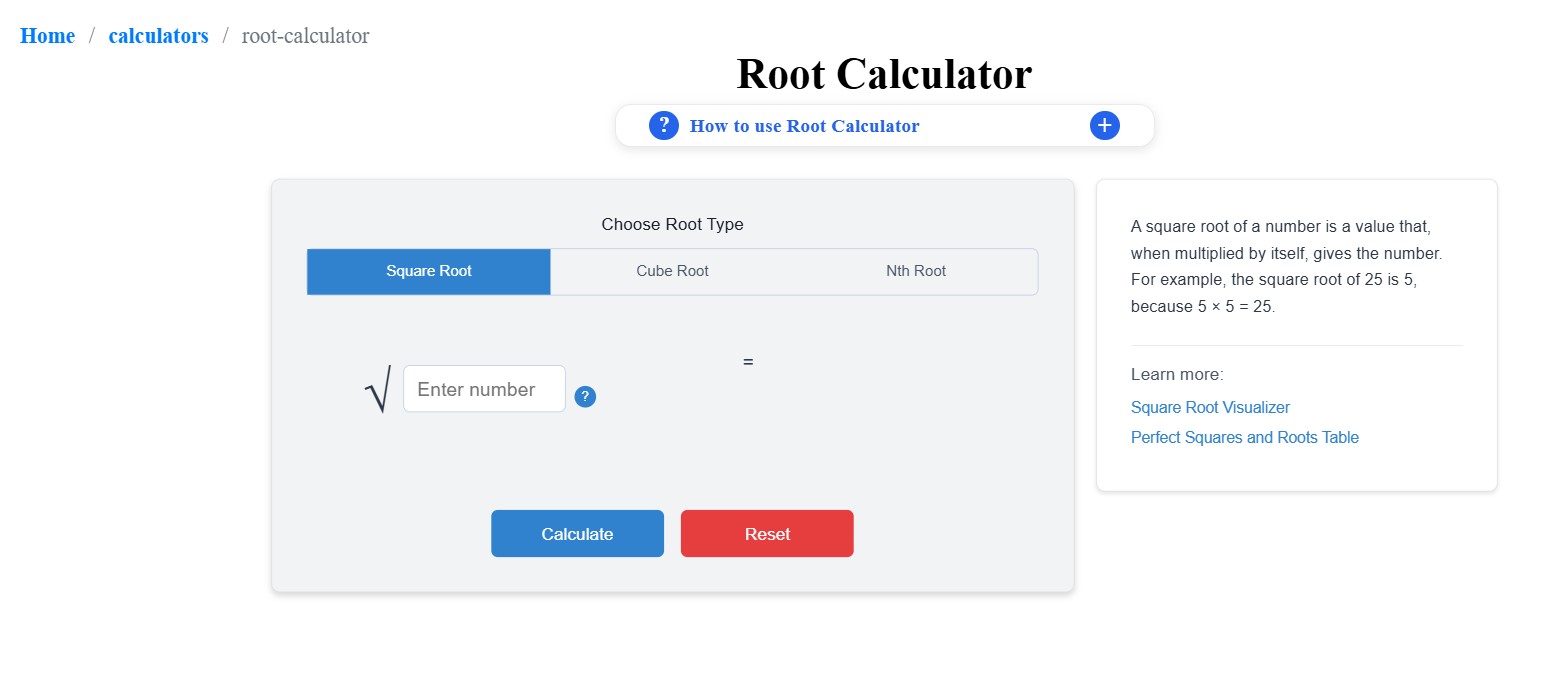 Home / calculators / root-calculator
Root Calculator
? How to use Root Calculator +
Choose Root Type
Square Root Cube Root Nth Root
√ Enter number ? =
Calculate Reset
A square root of a number is a value that,
when multiplied by itself, gives the number.
For example, the square root of 25 is 5,
because 5 × 5 = 25.
Learn more:
Square Root Visualizer
Perfect Squares and Roots Table